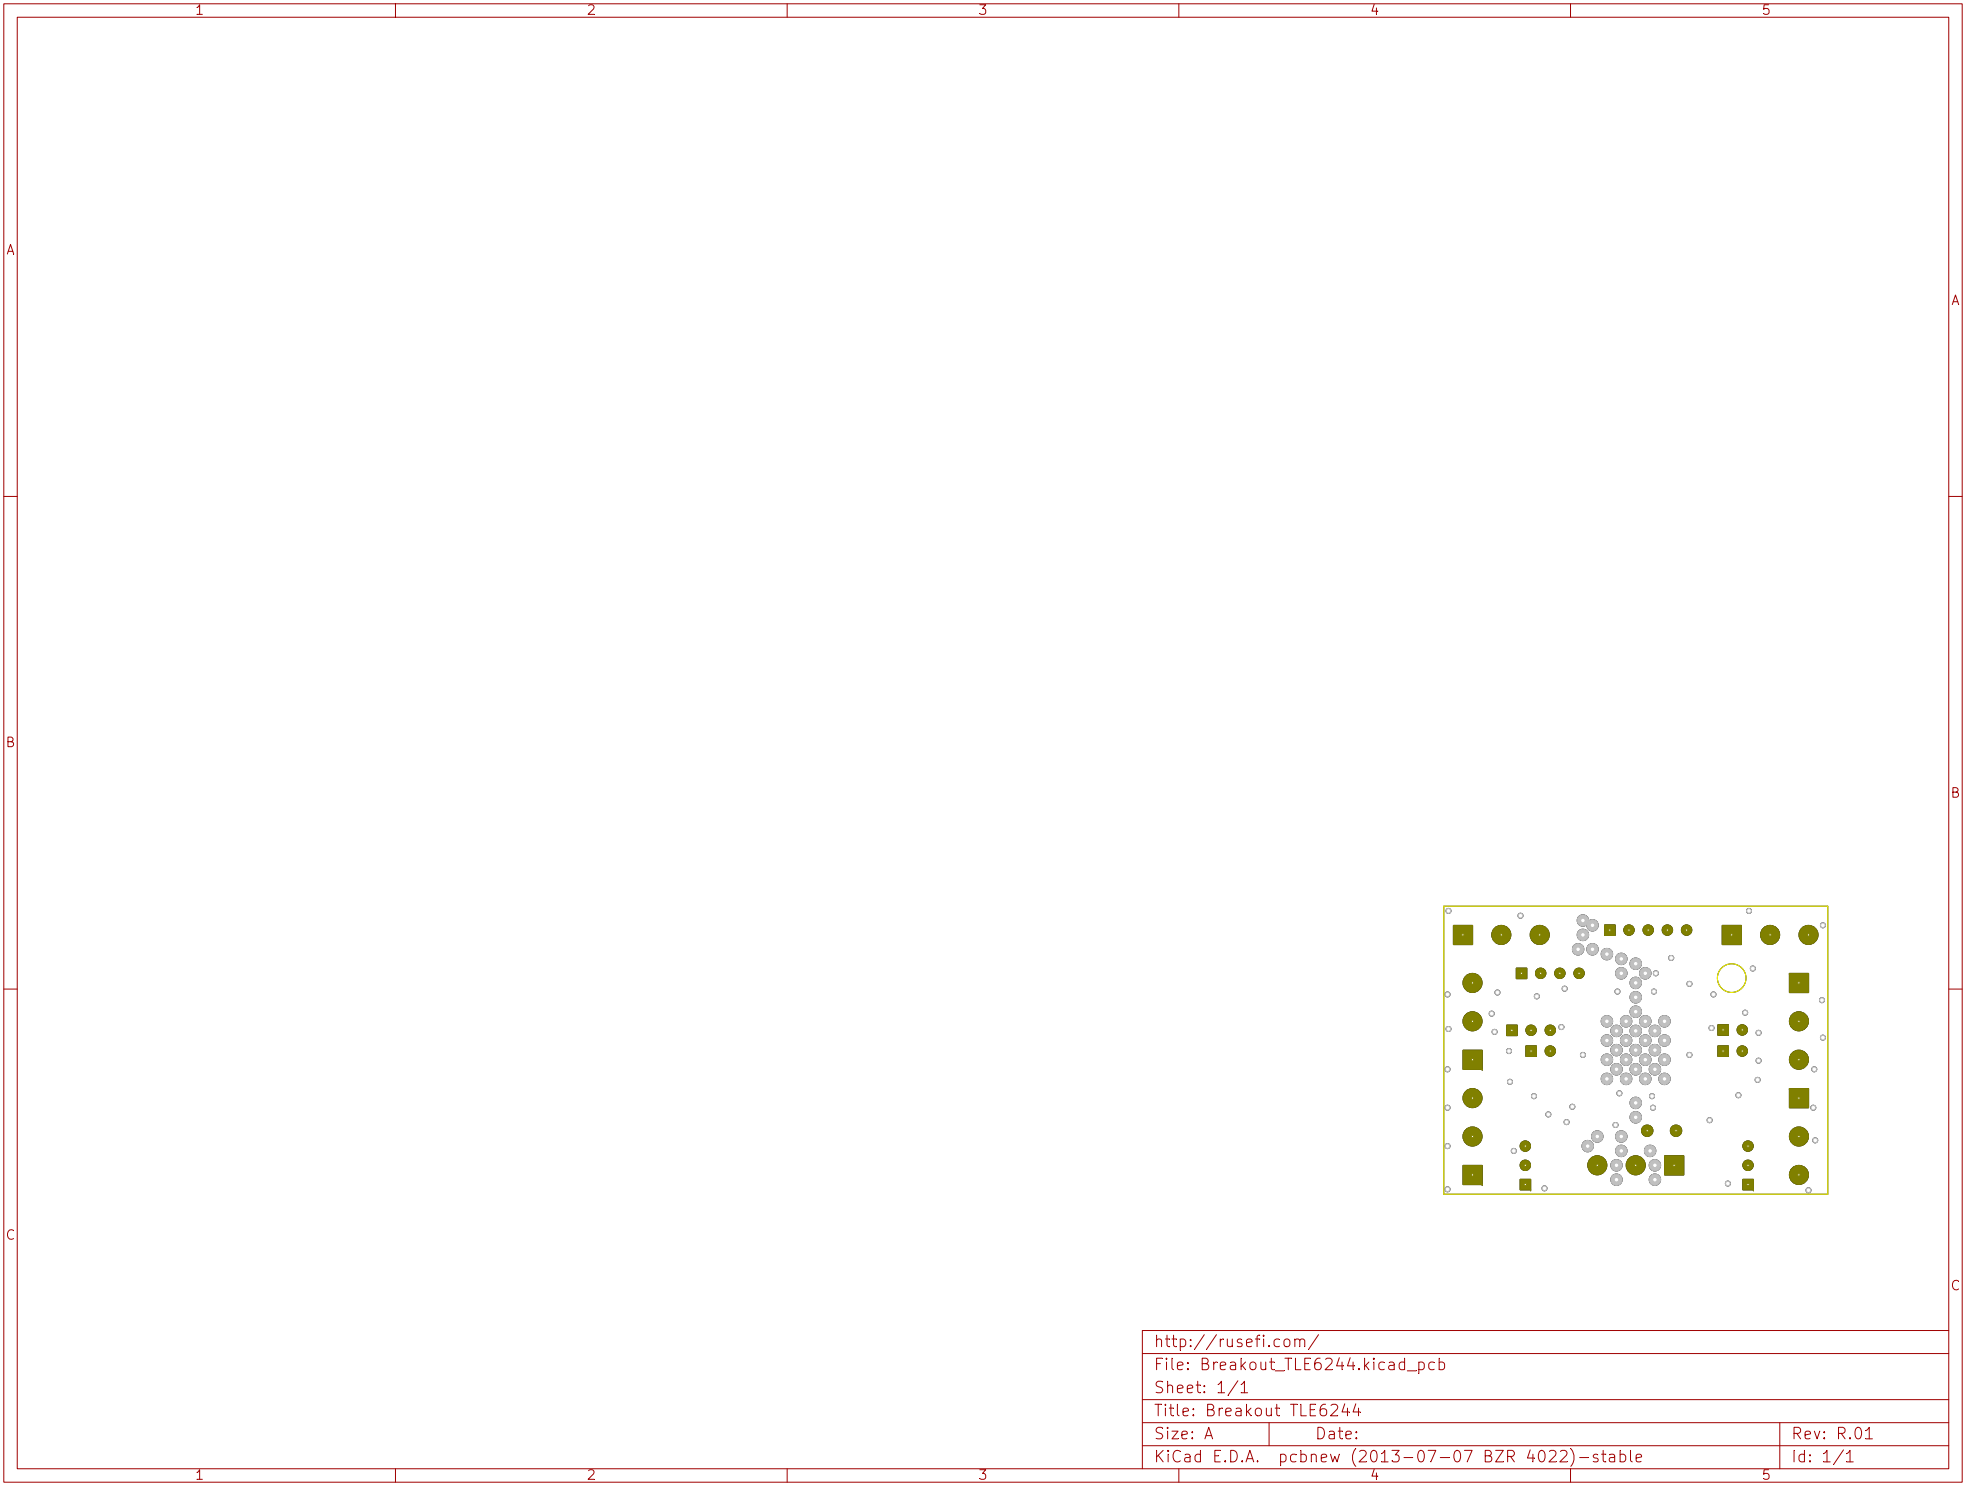 1 2 3 4 5
A
A
B
B
C
C
http://rusefi.com/
File: Breakout_TLE6244.kicad_pcb
Sheet: 1/1
Title: Breakout TLE6244
Size: A Date: Rev: R.01
KiCad E.D.A. pcbnew (2013-07-07 BZR 4022)-stable Id: 1/1
1 2 3 4 5